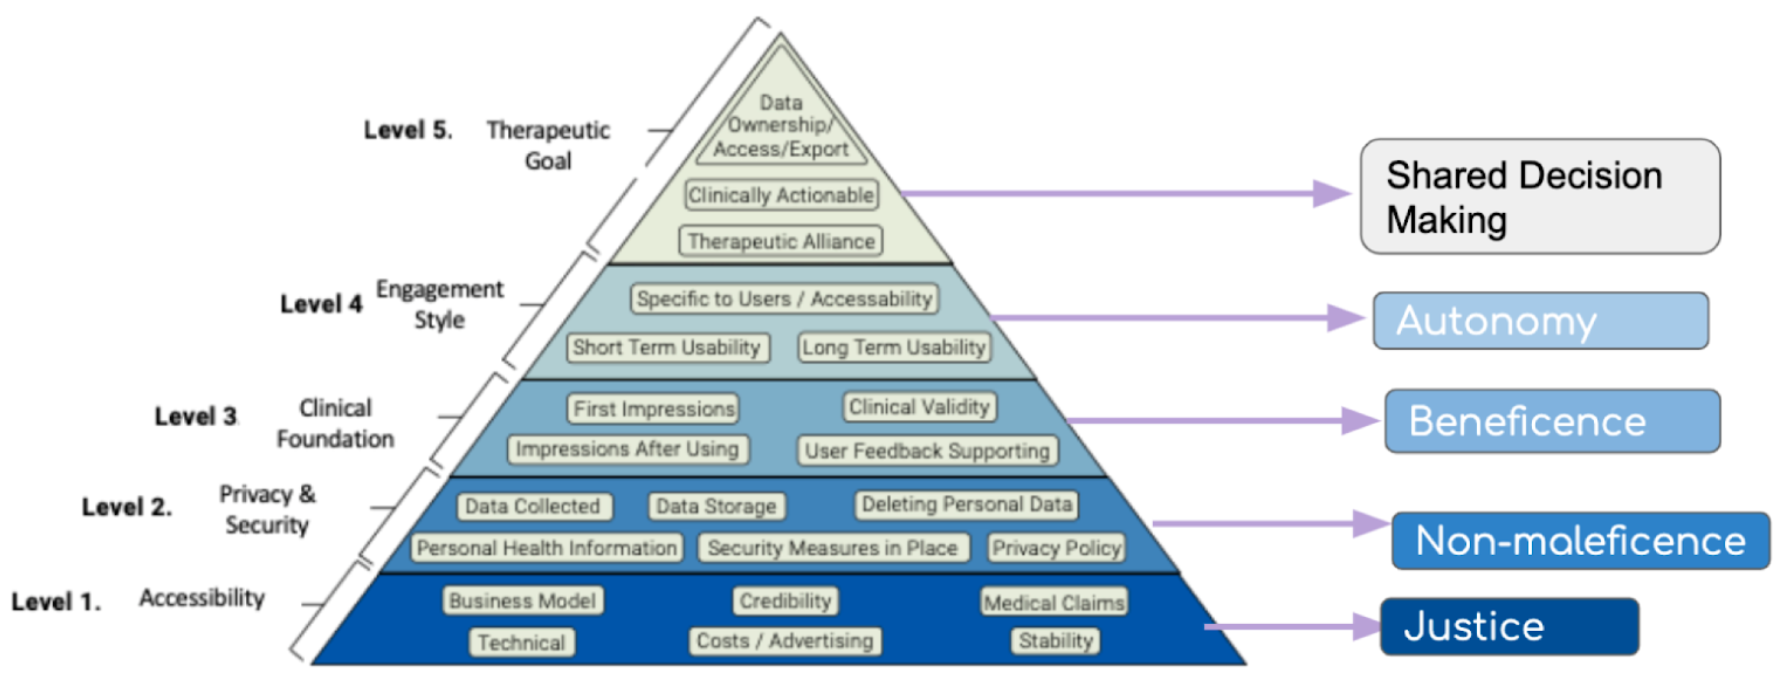 Level 5. Therapeutic
Goal
Data
Ownership/
Access/Export
Clinically Actionable
Therapeutic Alliance
Shared Decision
Making
Level 4 Engagement
Style
Specific to Users / Accessability
Short Term Usability Long Term Usability
Autonomy
Level 3. Clinical
Foundation
First Impressions Clinical Validity
Impressions After Using User Feedback Supporting
Beneficence
Level 2. Privacy &
Security
Data Collected Data Storage Deleting Personal Data
Personal Health Information Security Measures in Place Privacy Policy
Non-maleficence
Level 1. Accessibility
Business Model Credibility Medical Claims
Technical Costs / Advertising Stability
Justice